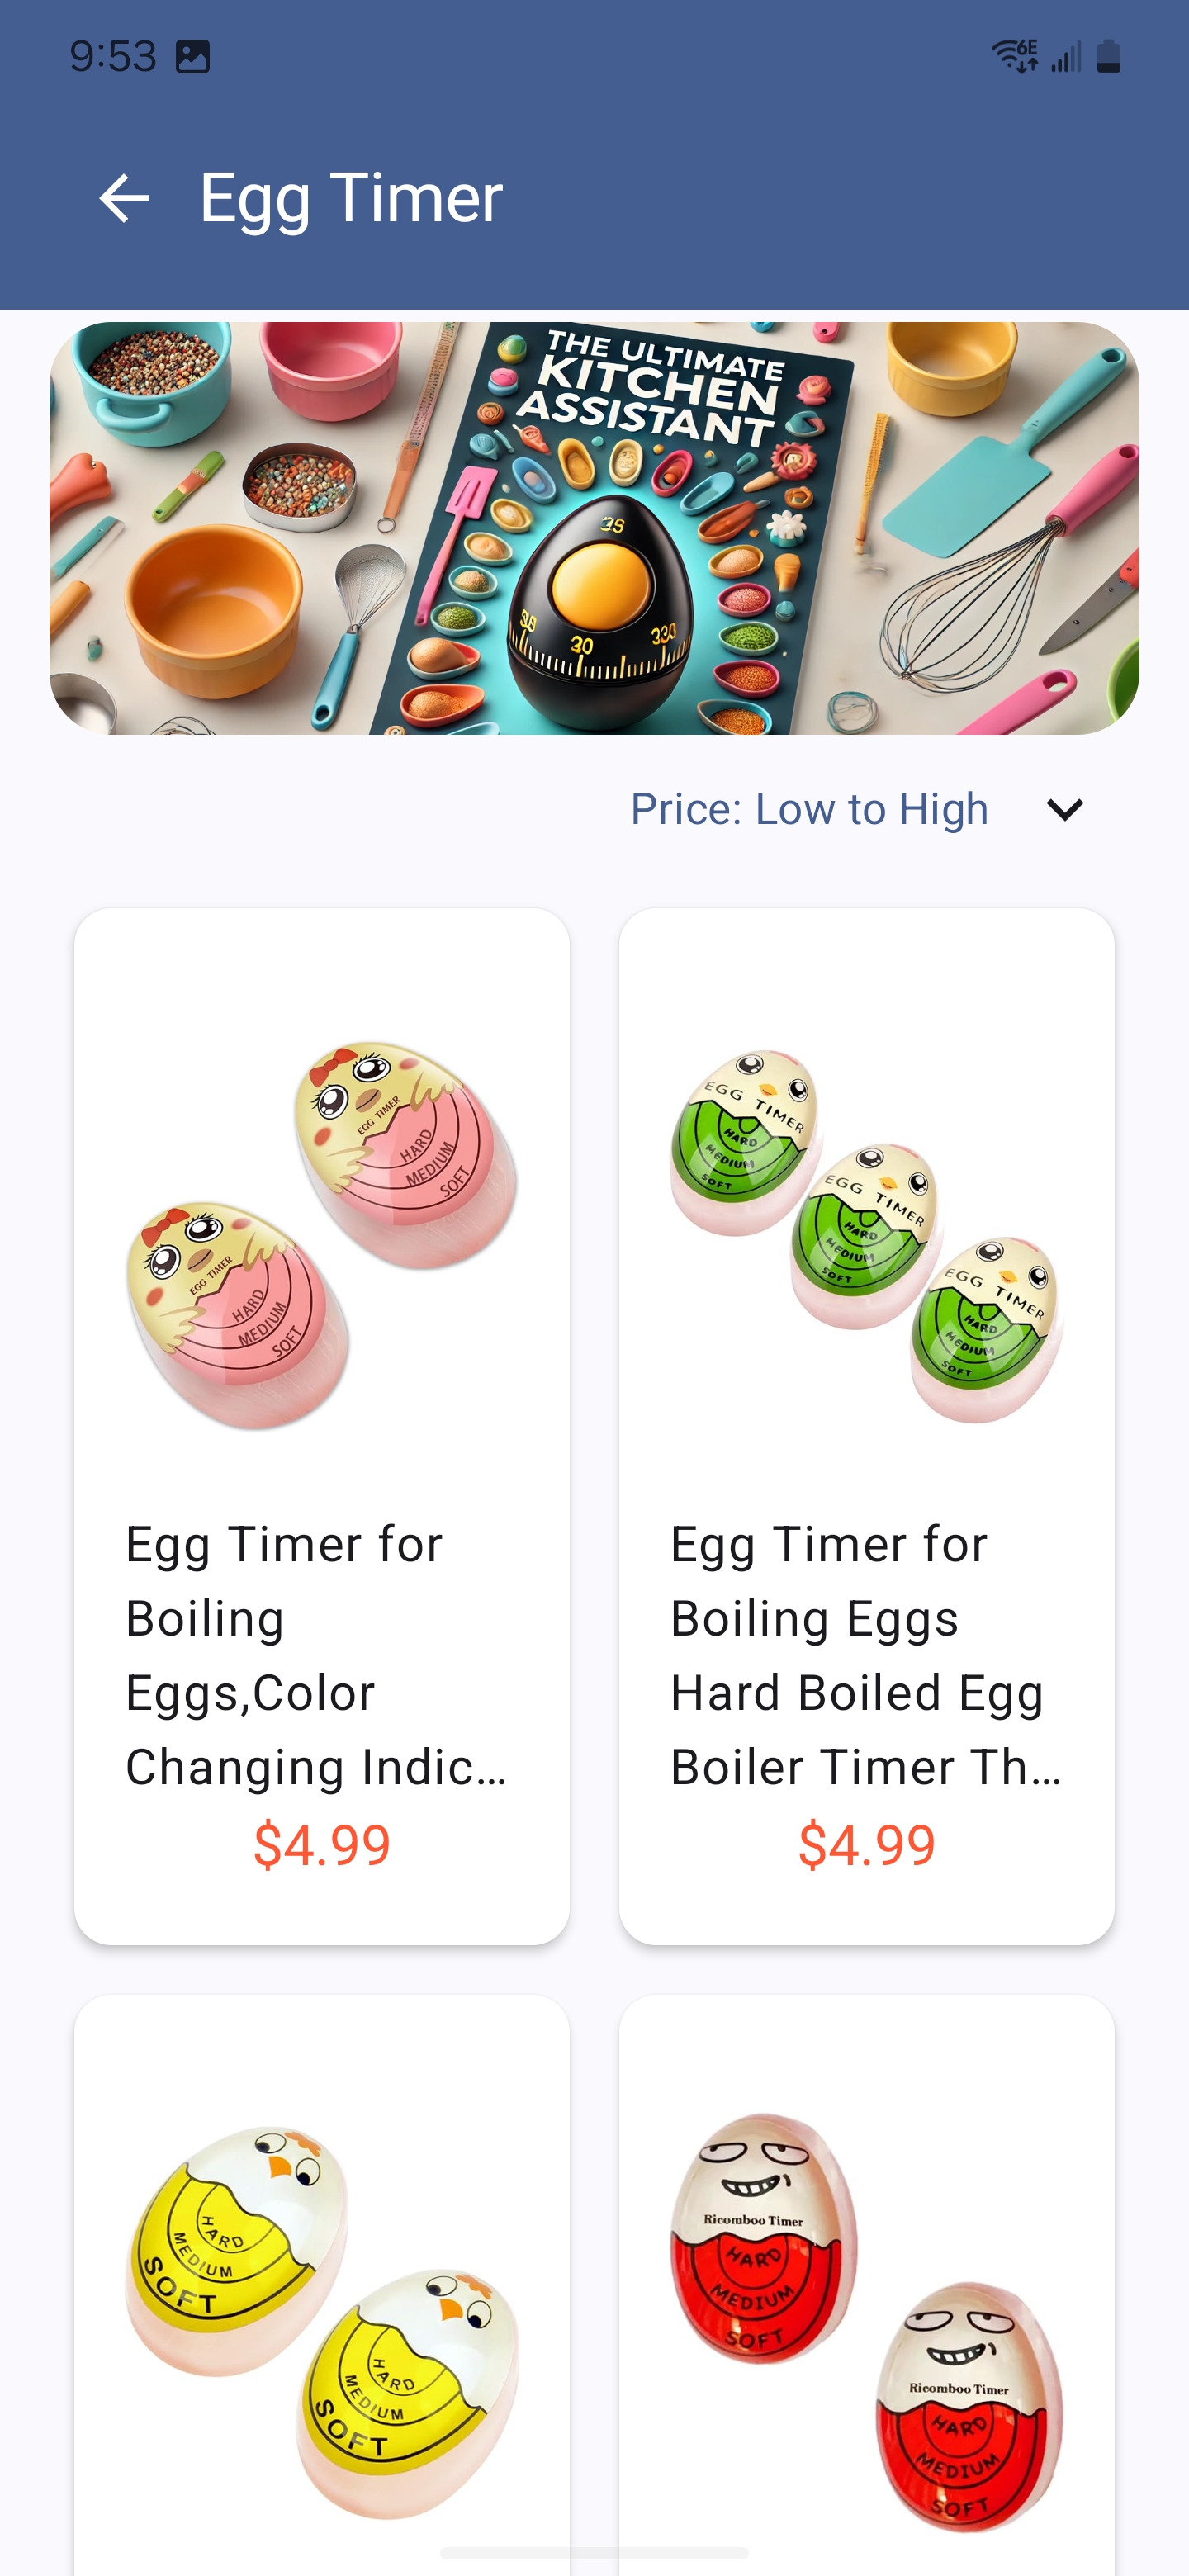 9:53
6E
Egg Timer
THE ULTIMATE
KITCHEN
ASSISTANT
35
30
330
Price: Low to High
EGG TIMER
HARD
MEDIUM
SOFT
EGG TIMER
HARD
MEDIUM
SOFT
EGG TIMER
HARD
MEDIUM
SOFT
EGG TIMER
HARD
MEDIUM
SOFT
EGG TIMER
HARD
MEDIUM
SOFT
Egg Timer for
Boiling
Eggs,Color
Changing Indic...
$4.99
Egg Timer for
Boiling Eggs
Hard Boiled Egg
Boiler Timer Th...
$4.99
HARD
MEDIUM
SOFT
HARD
MEDIUM
SOFT
Ricomboo Timer
HARD
MEDIUM
SOFT
Ricomboo Timer
HARD
MEDIUM
SOFT